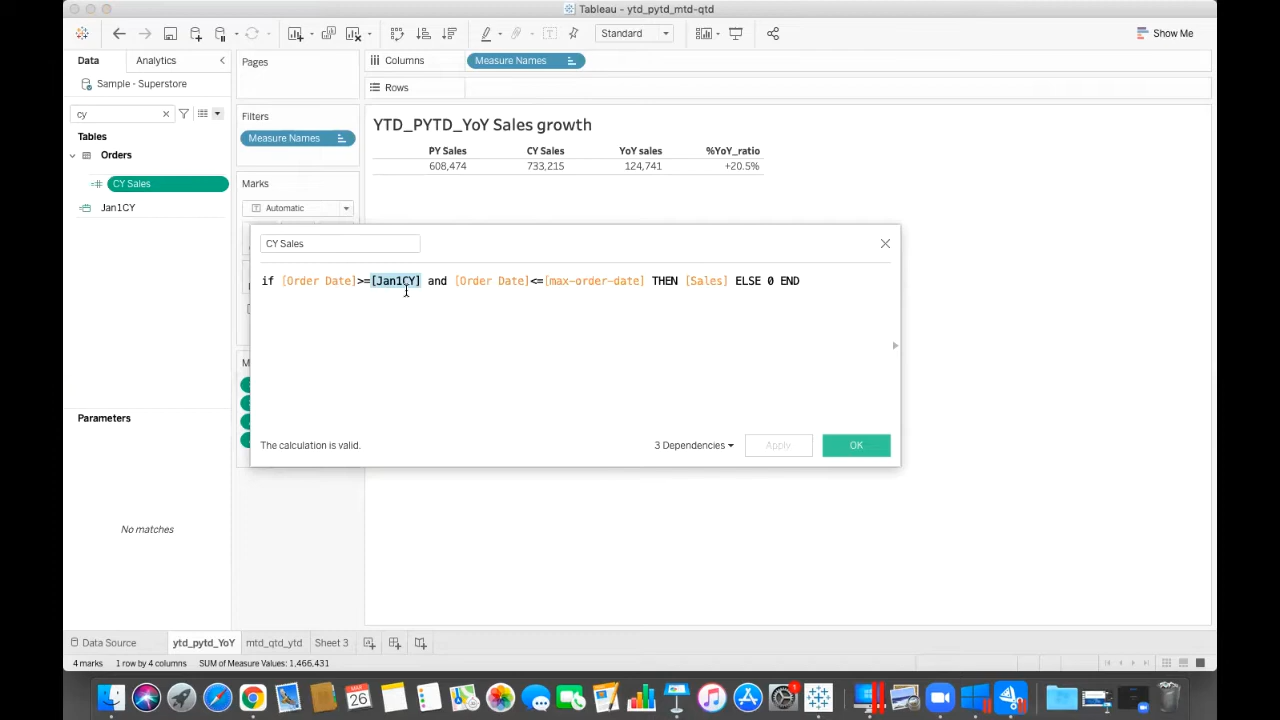 Tableau - ytd_pytd_mtd-qtd
Standard
Show Me
Data
Analytics
Pages
Columns
Measure Names
Sample - Superstore
Rows
cy
Filters
Measure Names
YTD_PYTD_YoY Sales growth
Tables
Orders
PY Sales CY Sales YoY sales %YoY_ratio
608,474 733,215 124,741 +20.5%
CY Sales
Marks
Jan1CY
Automatic
CY Sales
if [Order Date]>=[Jan1CY] and [Order Date]<=[max-order-date] THEN [Sales] ELSE 0 END
M
Parameters
The calculation is valid.
3 Dependencies
Apply
OK
No matches
Data Source
ytd_pytd_YoY
mtd_qtd_ytd
Sheet 3
4 marks 1 row by 4 columns SUM of Measure Values: 1,466,431
26